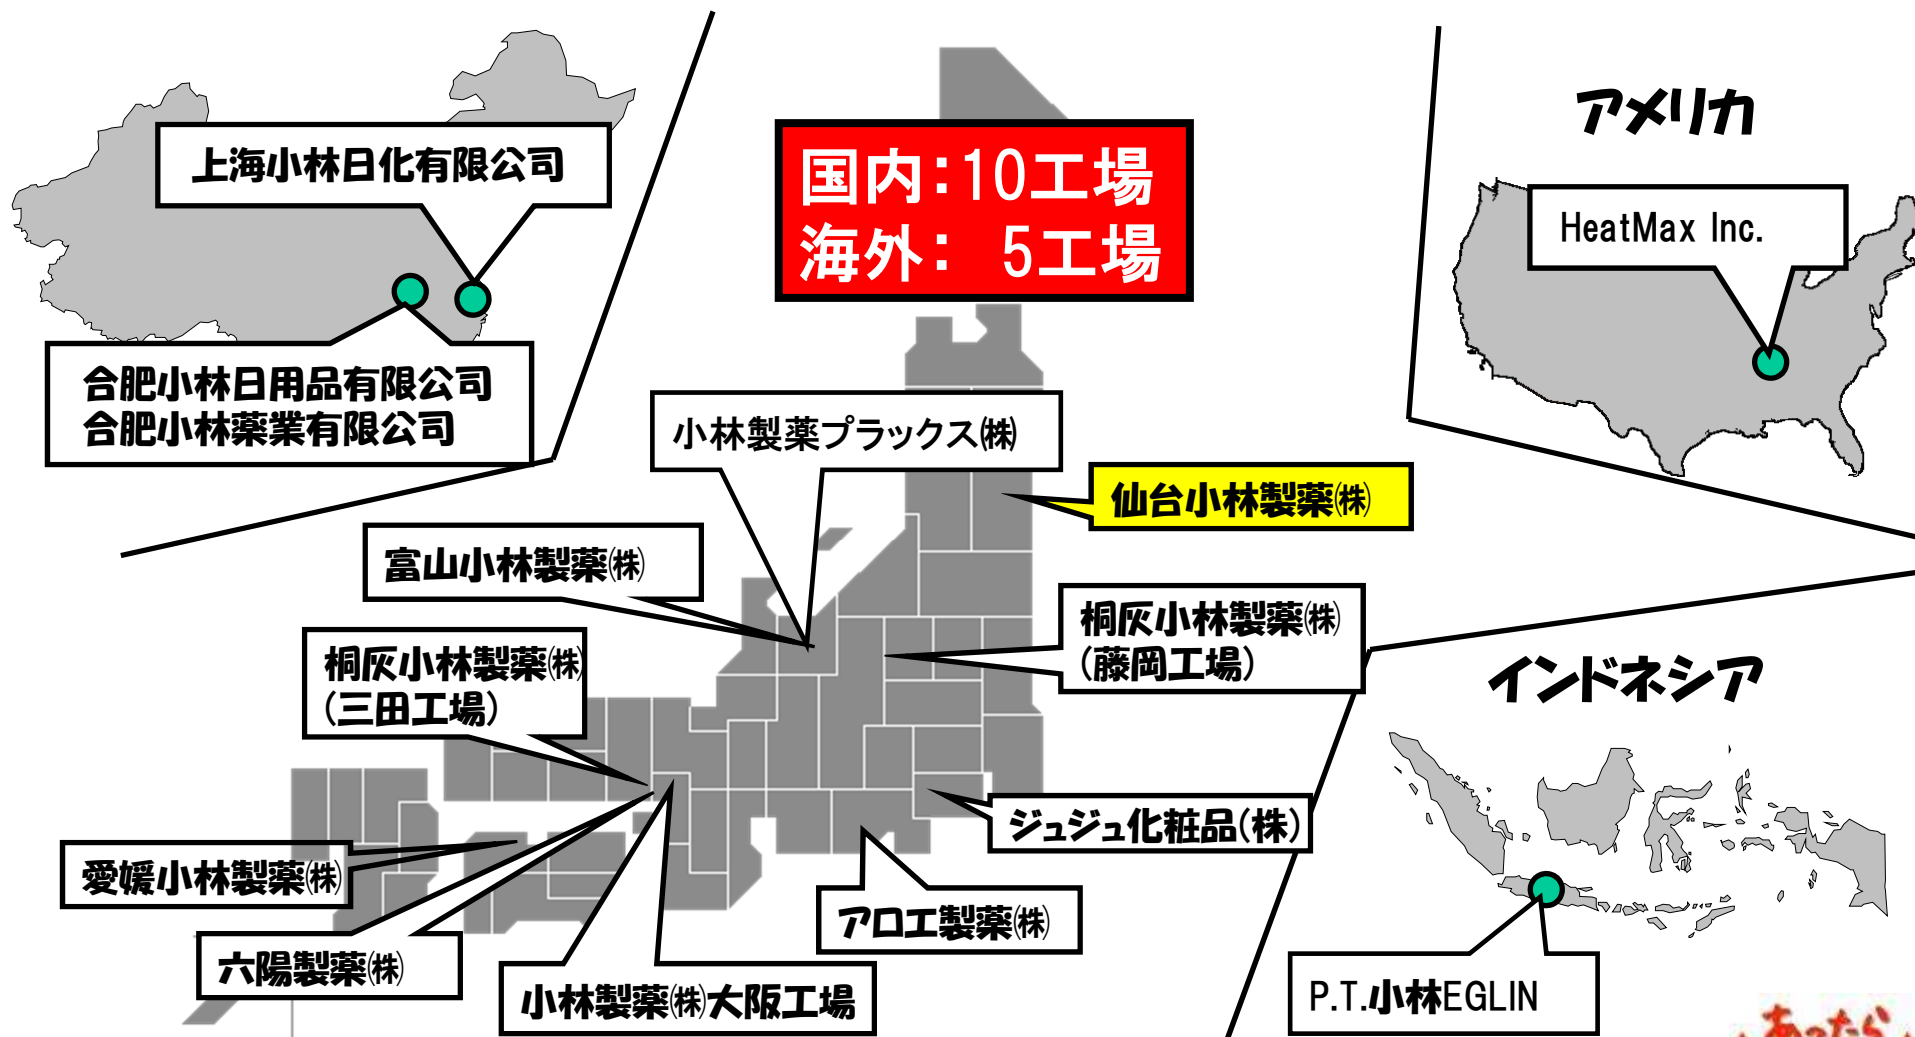 上海小林日化有限公司
合肥小林日用品有限公司
合肥小林薬業有限公司
国内:10工場
海外: 5工場
アメリカ
HeatMax Inc.
小林製薬プラックス㈱
仙台小林製薬㈱
富山小林製薬㈱
桐灰小林製薬㈱
(藤岡工場)
桐灰小林製薬㈱
(三田工場)
インドネシア
ジュジュ化粧品(株)
愛媛小林製薬㈱
アロエ製薬㈱
六陽製薬㈱
小林製薬㈱大阪工場
P.T.小林EGLIN
あったら